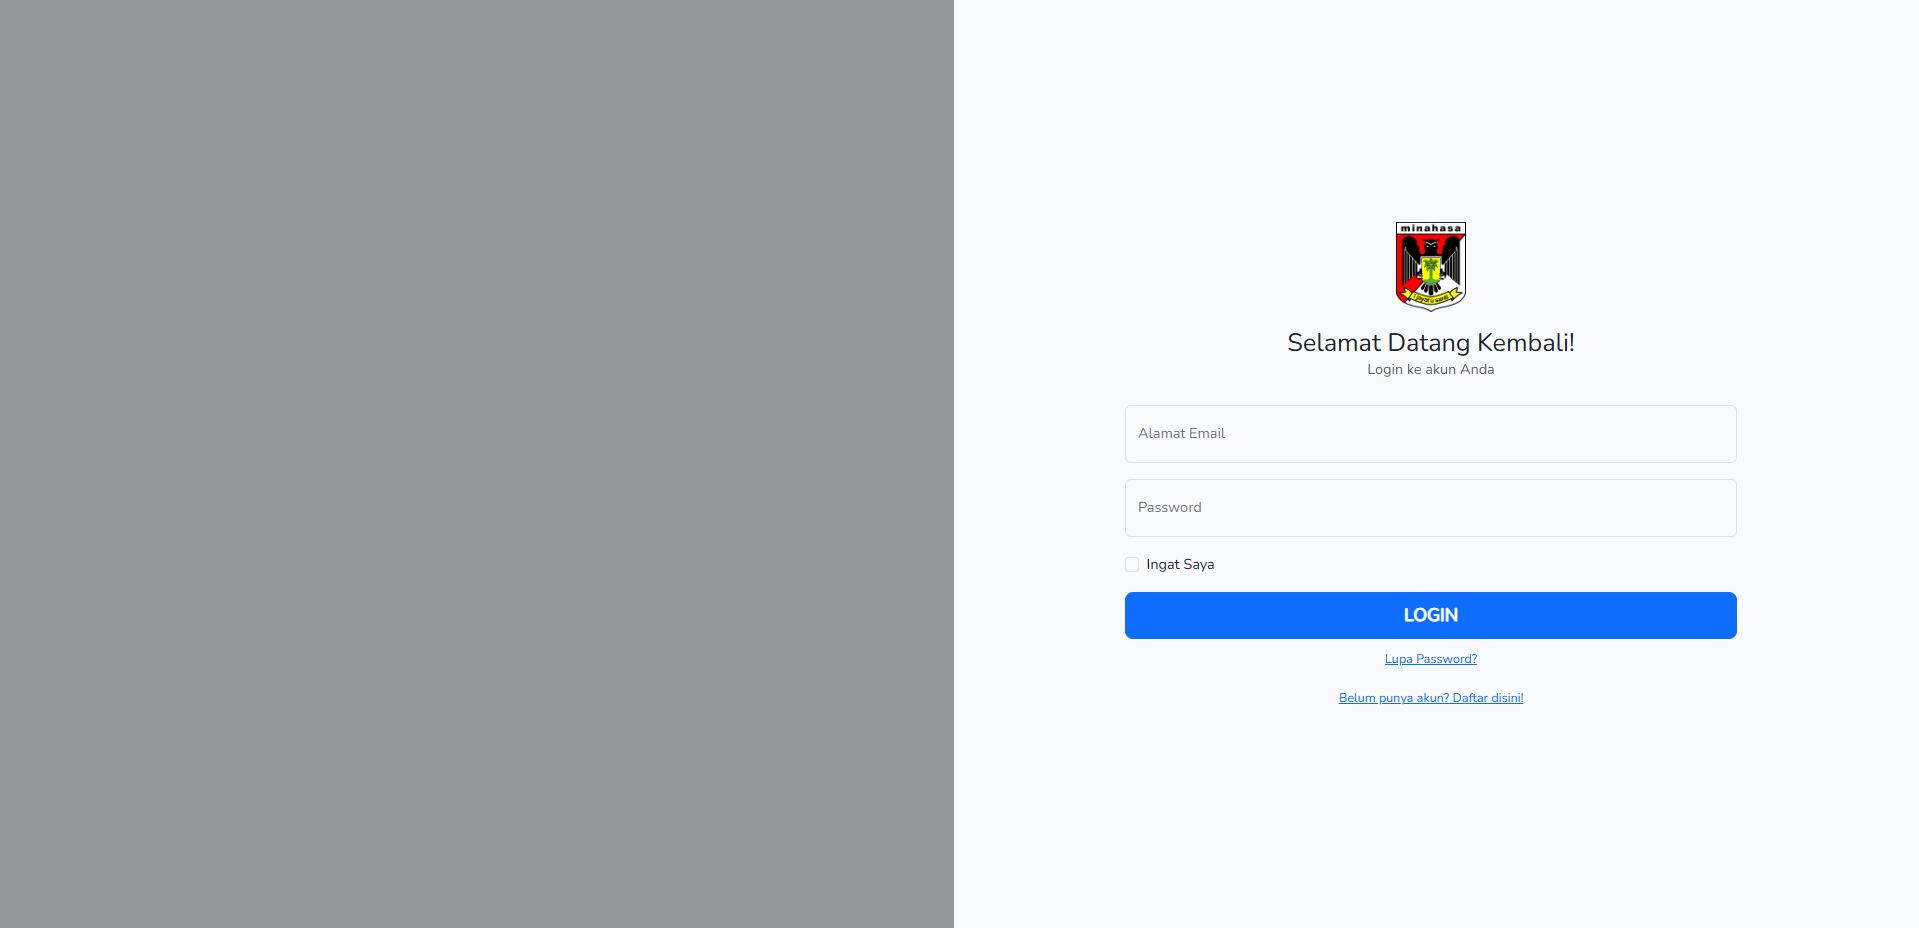 minahasa
Selamat Datang Kembali!
Login ke akun Anda
Alamat Email
Password
Ingat Saya
LOGIN
Lupa Password?
Belum punya akun? Daftar disini!